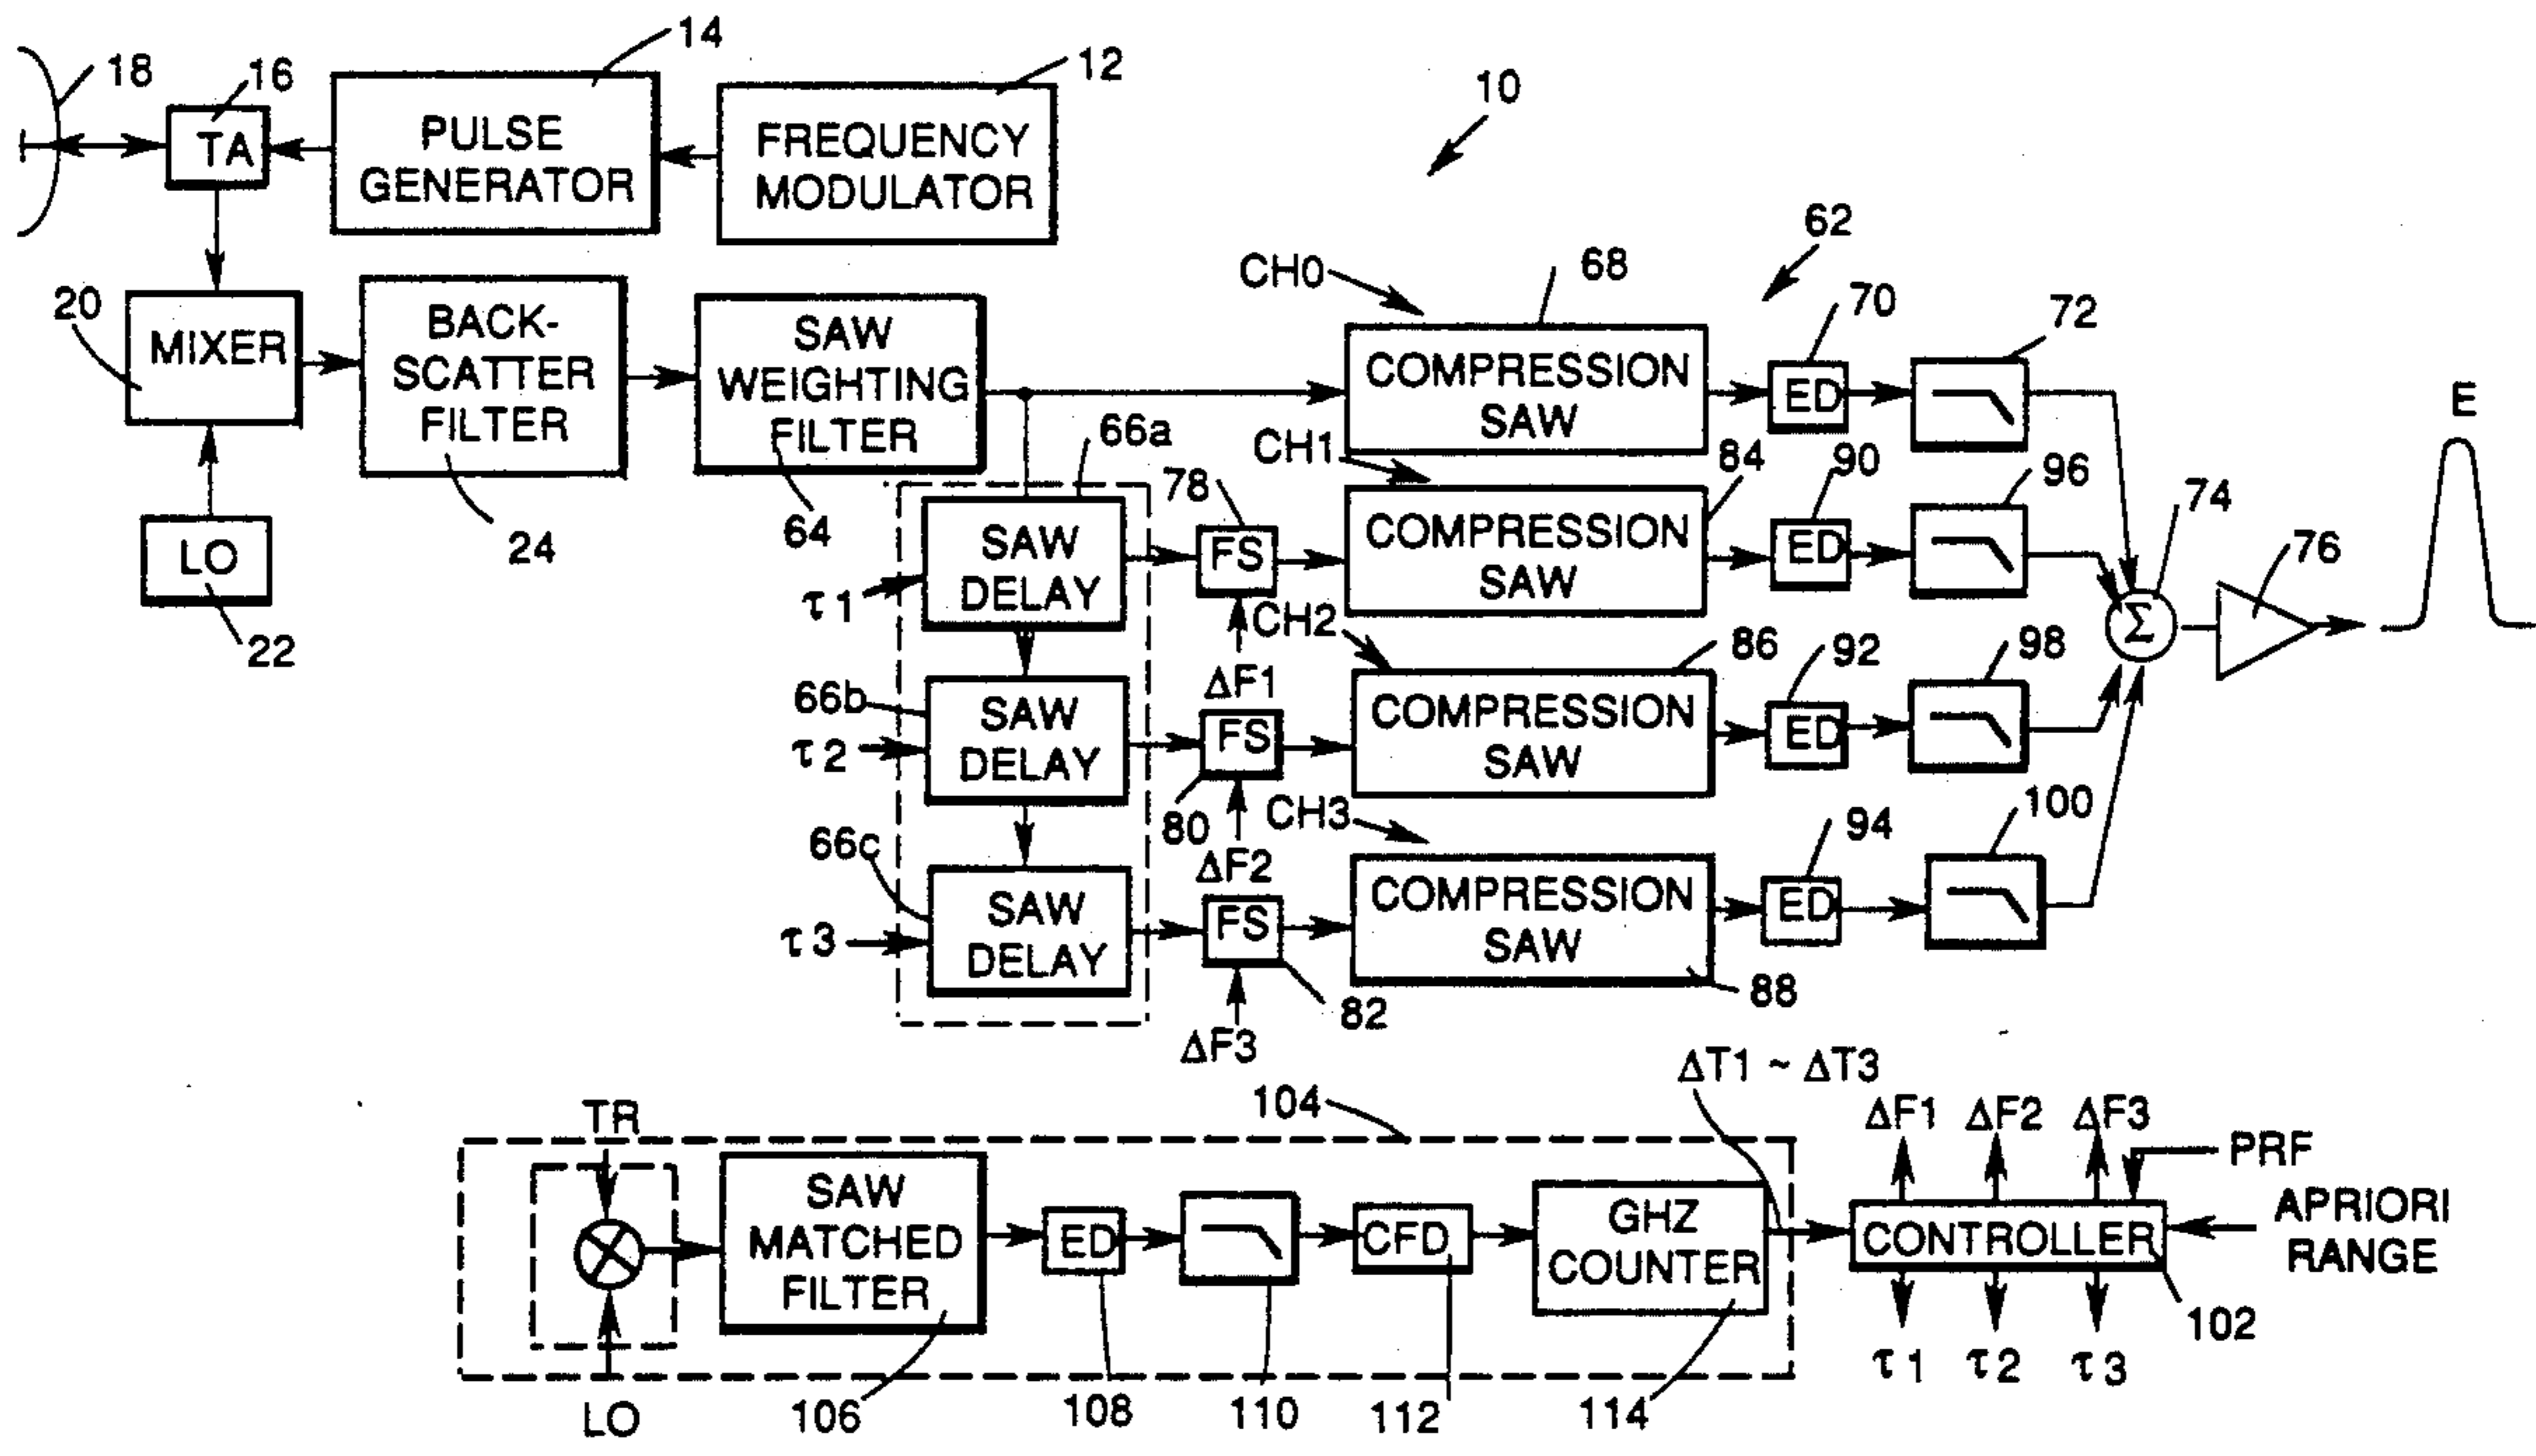 14
12
18
16
10
TA
PULSE
GENERATOR
FREQUENCY
MODULATOR
62
CH0
68
70
72
20
MIXER
BACK-
SCATTER
FILTER
SAW
WEIGHTING
FILTER
COMPRESSION
SAW
ED
E
66a
CH1
84
90
96
74
78
24
64
LO
22
SAW
DELAY
τ1
FS
COMPRESSION
SAW
ED
76
Σ
CH2
86
92
98
ΔF1
66b
τ2
SAW
DELAY
FS
COMPRESSION
SAW
ED
80
CH3
94
100
ΔF2
66c
τ3
SAW
DELAY
FS
COMPRESSION
SAW
ED
88
82
ΔF3
ΔT1 ~ ΔT3
104
TR
SAW
MATCHED
FILTER
ED
CFD
GHZ
COUNTER
ΔF1 ΔF2 ΔF3
PRF
CONTROLLER
APRIORI
RANGE
102
τ1 τ2 τ3
LO
106
108
110
112
114